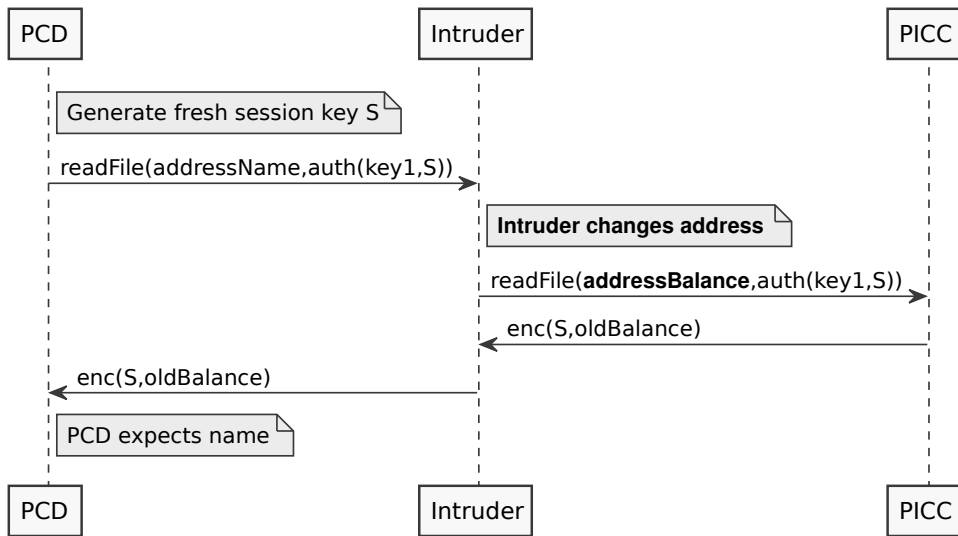 PCD
Intruder
PICC
Generate fresh session key S
readFile(addressName,auth(key1,S))
Intruder changes address
readFile(addressBalance,auth(key1,S))
enc(S,oldBalance)
enc(S,oldBalance)
PCD expects name
PCD
Intruder
PICC